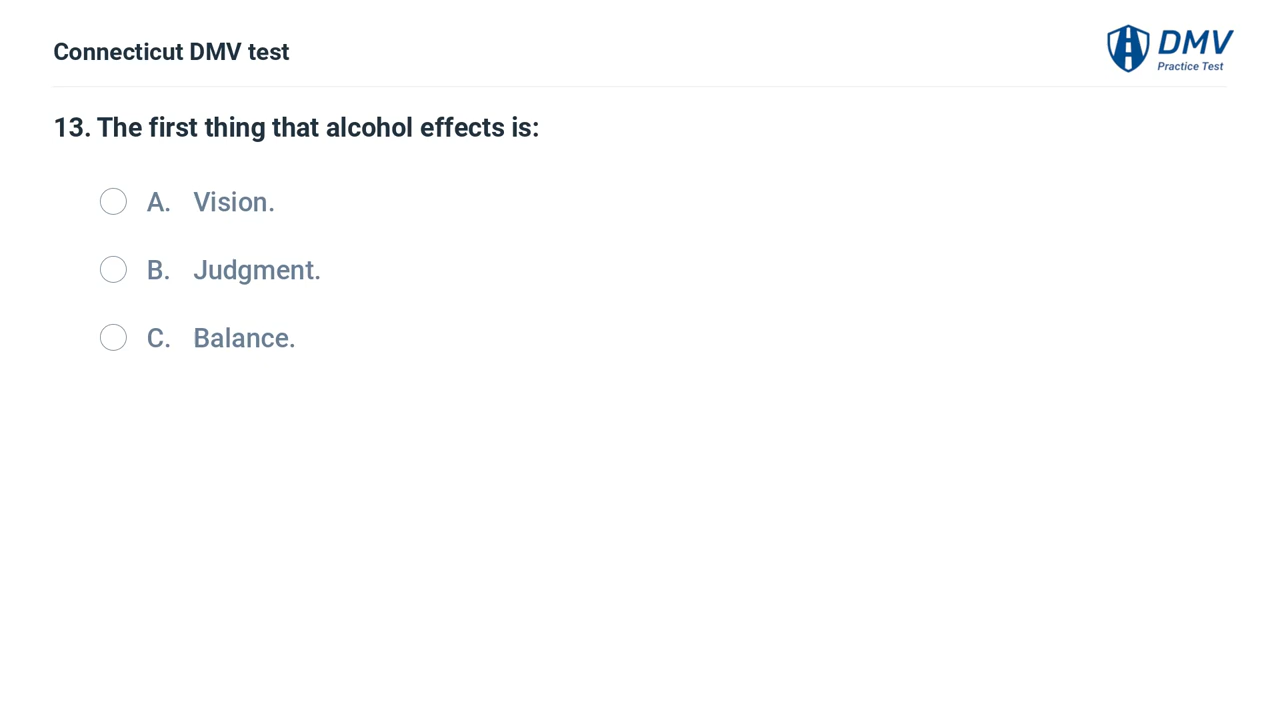 Connecticut DMV test
DMV
Practice Test
13. The first thing that alcohol effects is:
A. Vision.
B. Judgment.
C. Balance.